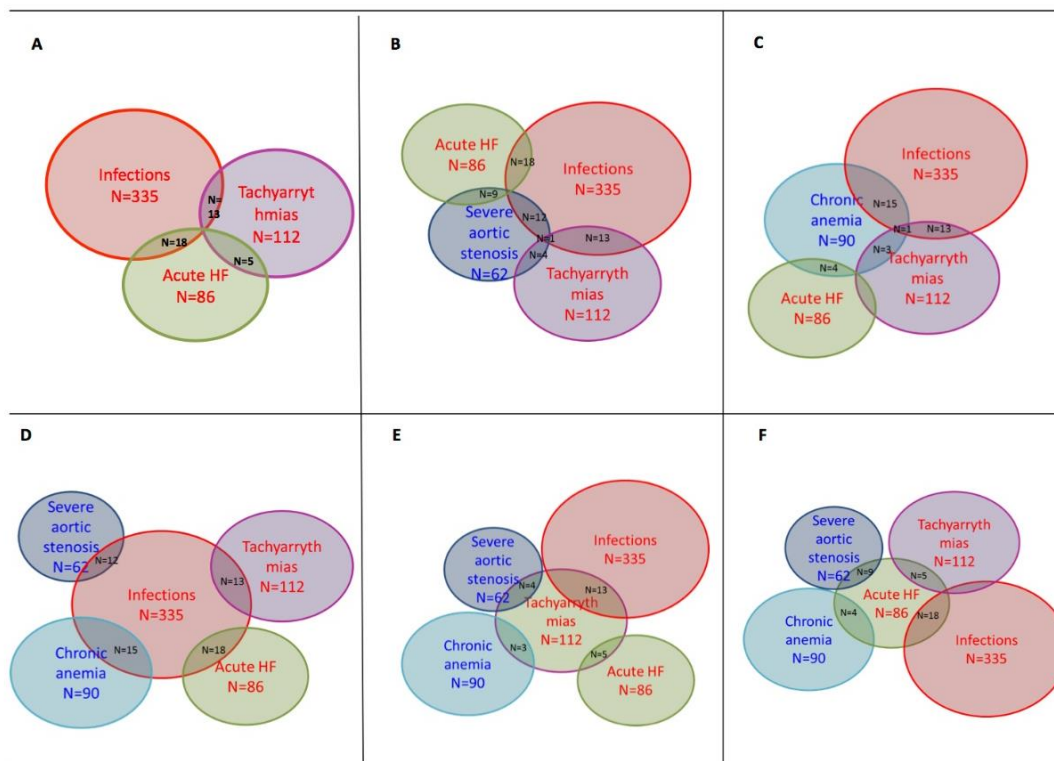 A
Infections
N=335
N=
13
Tachyarryt
hmias
N=112
N=18
N=5
Acute HF
N=86
B
Acute HF
N=86
N=18
Infections
N=335
N=9
Severe
aortic
stenosis
N=62
N=12
N=1
N=13
N=4
Tachyarryth
mias
N=112
C
Infections
N=335
Chronic
anemia
N=90
N=15
N=1
N=13
N=3
Tachyarryth
mias
N=112
N=4
Acute HF
N=86
D
Severe
aortic
stenosis
N=62
N=12
Tachyarryth
mias
N=112
N=13
Infections
N=335
Chronic
anemia
N=90
N=15
N=18
Acute HF
N=86
E
Severe
aortic
stenosis
N=62
N=4
Infections
N=335
N=13
Tachyarryth
mias
N=112
Chronic
anemia
N=90
N=3
N=5
Acute HF
N=86
F
Severe
aortic
stenosis
N=62
N=9
Tachyarryth
mias
N=112
N=5
Acute HF
N=86
N=4
N=18
Chronic
anemia
N=90
Infections
N=335